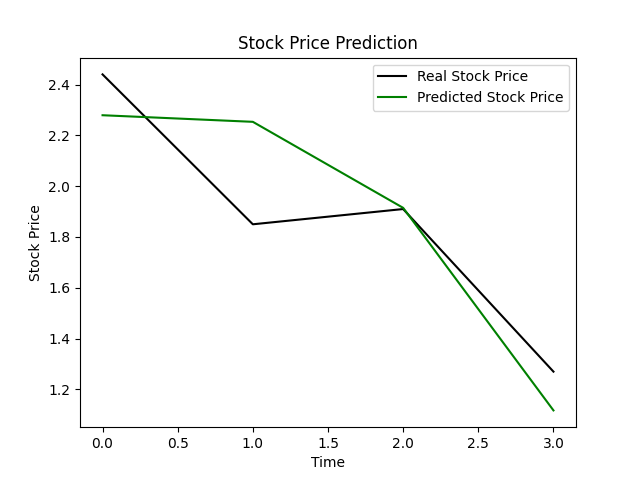 Stock Price Prediction
Real Stock Price
Predicted Stock Price
Stock Price
2.4
2.2
2.0
1.8
1.6
1.4
1.2
0.0 0.5 1.0 1.5 2.0 2.5 3.0
Time